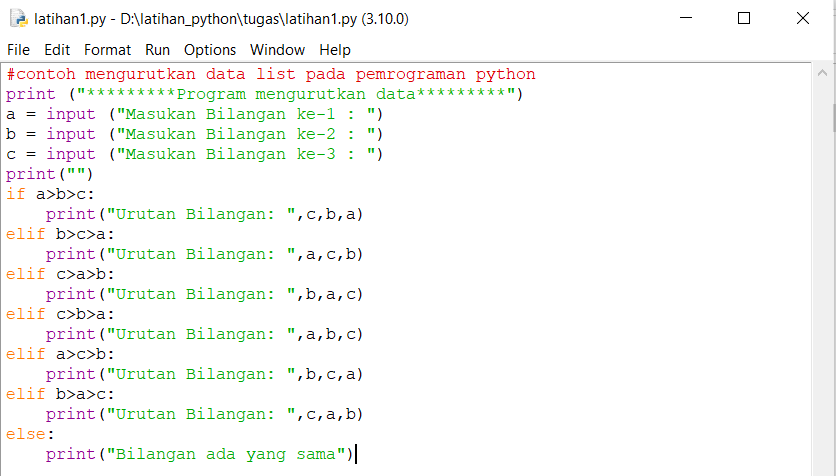 latihan1.py - D:\latihan_python\tugas\latihan1.py (3.10.0)
File Edit Format Run Options Window Help
#contoh mengurutkan data list pada pemrograman python
print ("*********Program mengurutkan data*********")
a = input ("Masukan Bilangan ke-1 : ")
b = input ("Masukan Bilangan ke-2 : ")
c = input ("Masukan Bilangan ke-3 : ")
print("")
if a>b>c:
    print("Urutan Bilangan: ",c,b,a)
elif b>c>a:
    print("Urutan Bilangan: ",a,c,b)
elif c>a>b:
    print("Urutan Bilangan: ",b,a,c)
elif c>b>a:
    print("Urutan Bilangan: ",a,b,c)
elif a>c>b:
    print("Urutan Bilangan: ",b,c,a)
elif b>a>c:
    print("Urutan Bilangan: ",c,a,b)
else:
    print("Bilangan ada yang sama")